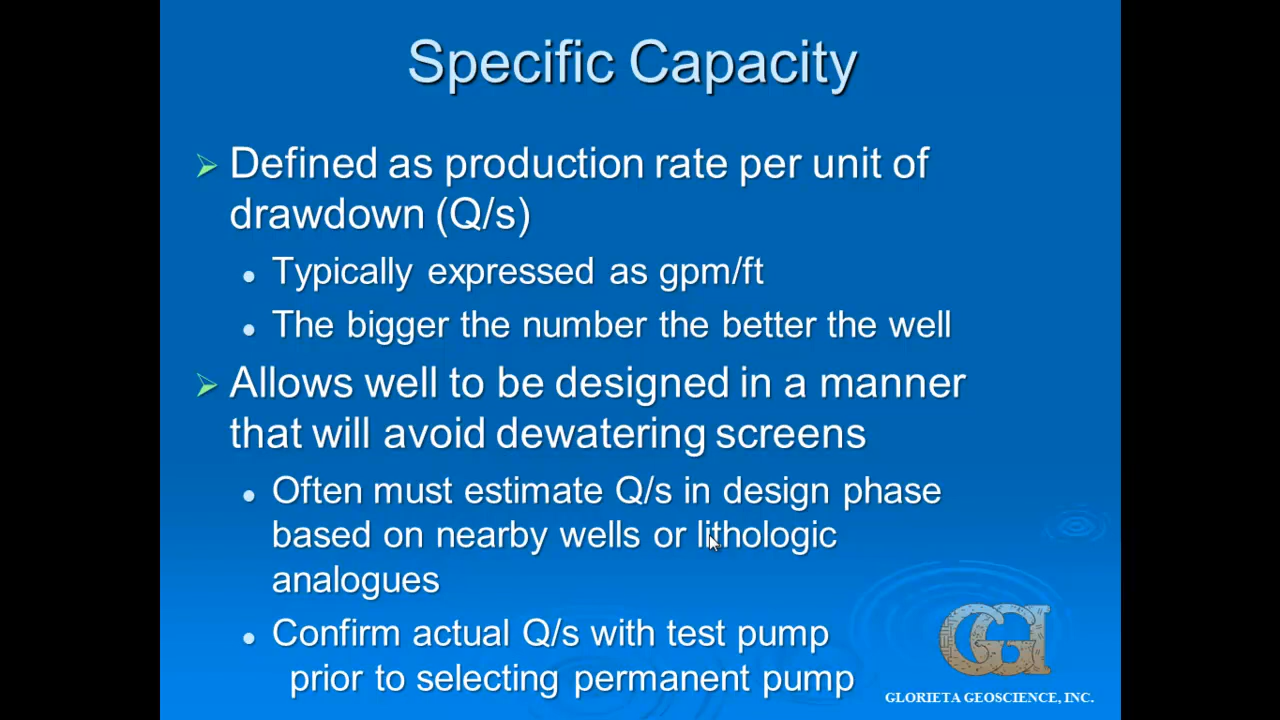 Specific Capacity
Defined as production rate per unit of
drawdown (Q/s)
Typically expressed as gpm/ft
The bigger the number the better the well
Allows well to be designed in a manner
that will avoid dewatering screens
Often must estimate Q/s in design phase
based on nearby wells or lithologic
analogues
Confirm actual Q/s with test pump
prior to selecting permanent pump
GGI
GLORIETA GEOSCIENCE, INC.